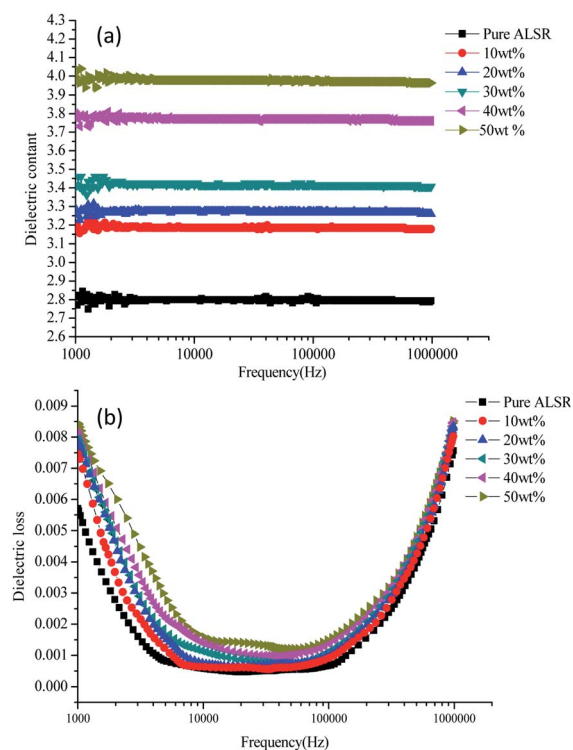 (a)
4.3
4.2
4.1
4.0
3.9
3.8
3.7
3.6
3.5
3.4
3.3
3.2
3.1
3.0
2.9
2.8
2.7
2.6
Dielectric contant
1000
10000
100000
1000000
Frequency(Hz)
Pure ALSR
10wt%
20wt%
30wt%
40wt%
50wt %
(b)
0.009
0.008
0.007
0.006
0.005
0.004
0.003
0.002
0.001
0.000
Dielectric loss
1000
10000
100000
1000000
Frequency(Hz)
Pure ALSR
10wt%
20wt%
30wt%
40wt%
50wt%